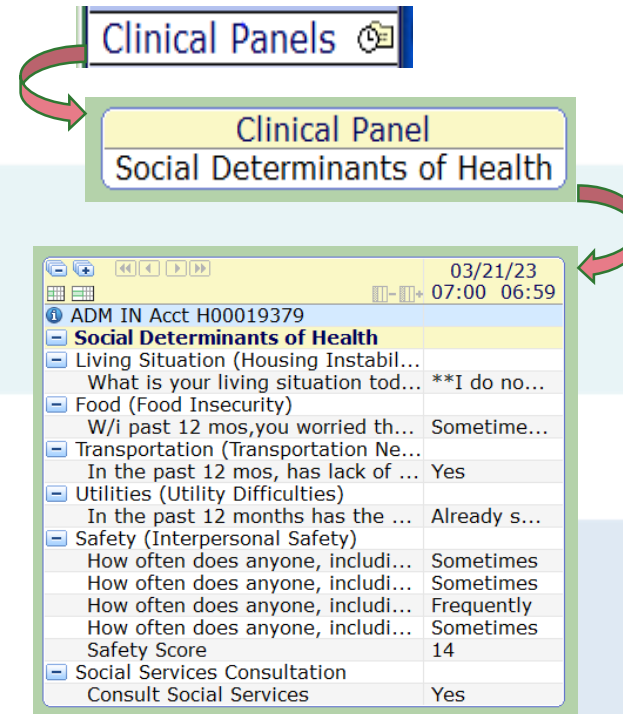 Clinical Panels
Clinical Panel
Social Determinants of Health
03/21/23
07:00 06:59
ADM IN Acct H00019379
Social Determinants of Health
Living Situation (Housing Instabil...
What is your living situation tod... **I do no...
Food (Food Insecurity)
W/i past 12 mos,you worried th... Sometime...
Transportation (Transportation Ne...
In the past 12 mos, has lack of ... Yes
Utilities (Utility Difficulties)
In the past 12 months has the ... Already s...
Safety (Interpersonal Safety)
How often does anyone, includi... Sometimes
How often does anyone, includi... Sometimes
How often does anyone, includi... Frequently
How often does anyone, includi... Sometimes
Safety Score 14
Social Services Consultation
Consult Social Services Yes